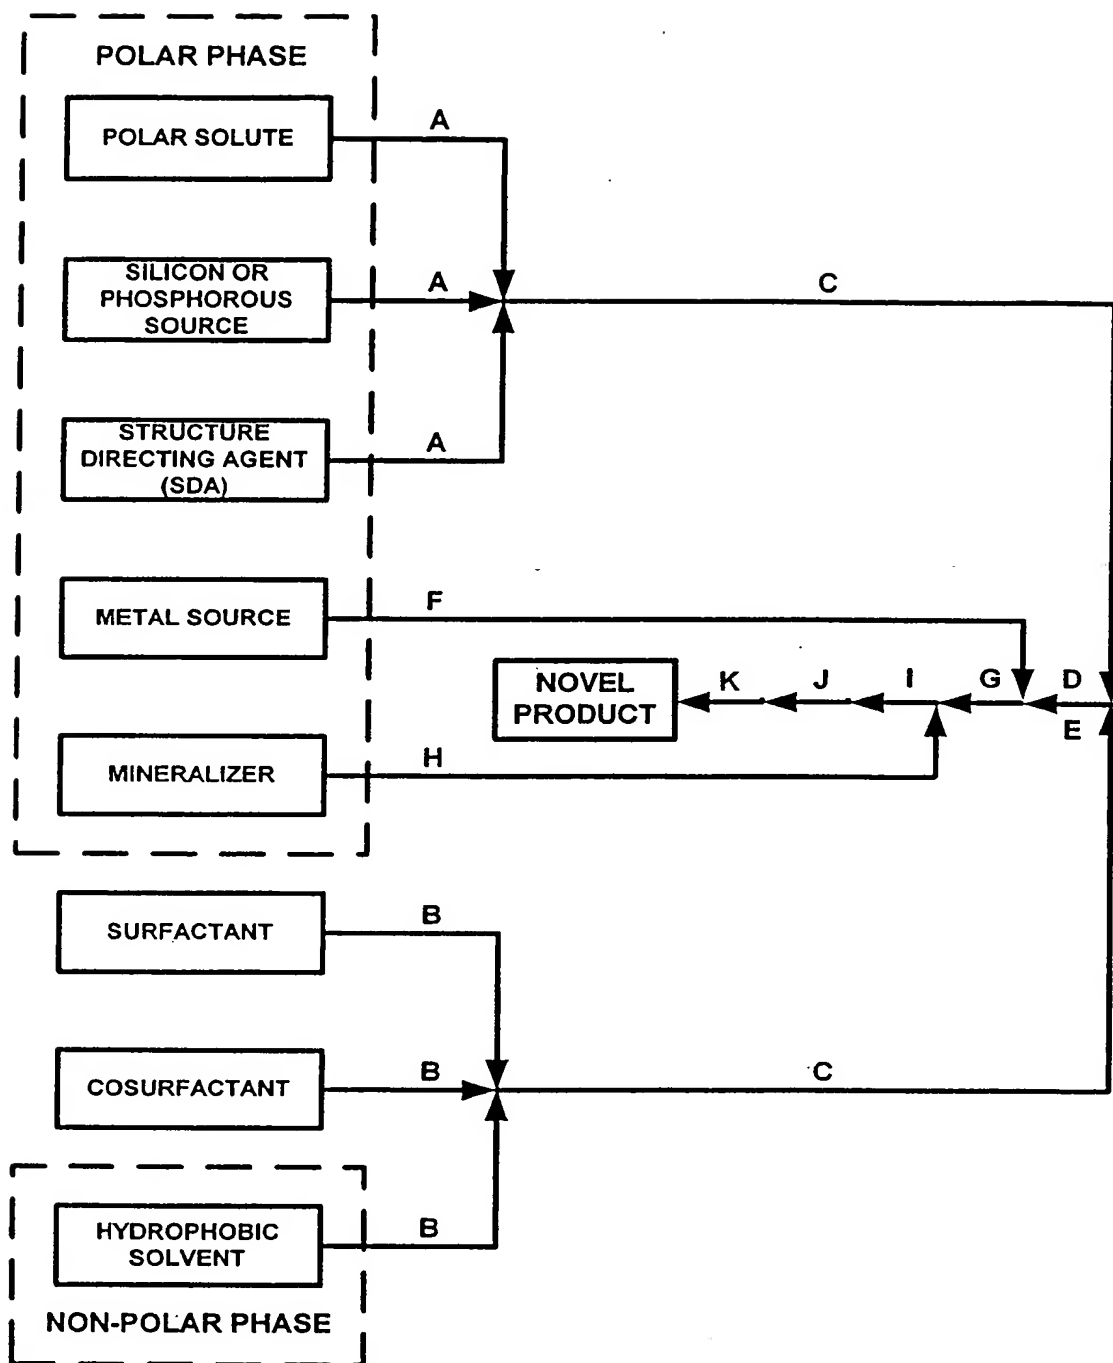 POLAR PHASE
POLAR SOLUTE
A
SILICON OR
PHOSPHOROUS
SOURCE
A
C
STRUCTURE
DIRECTING AGENT
(SDA)
A
METAL SOURCE
F
NOVEL
PRODUCT
K
J
I
G
D
E
MINERALIZER
H
SURFACTANT
B
COSURFACTANT
B
C
HYDROPHOBIC
SOLVENT
B
NON-POLAR PHASE